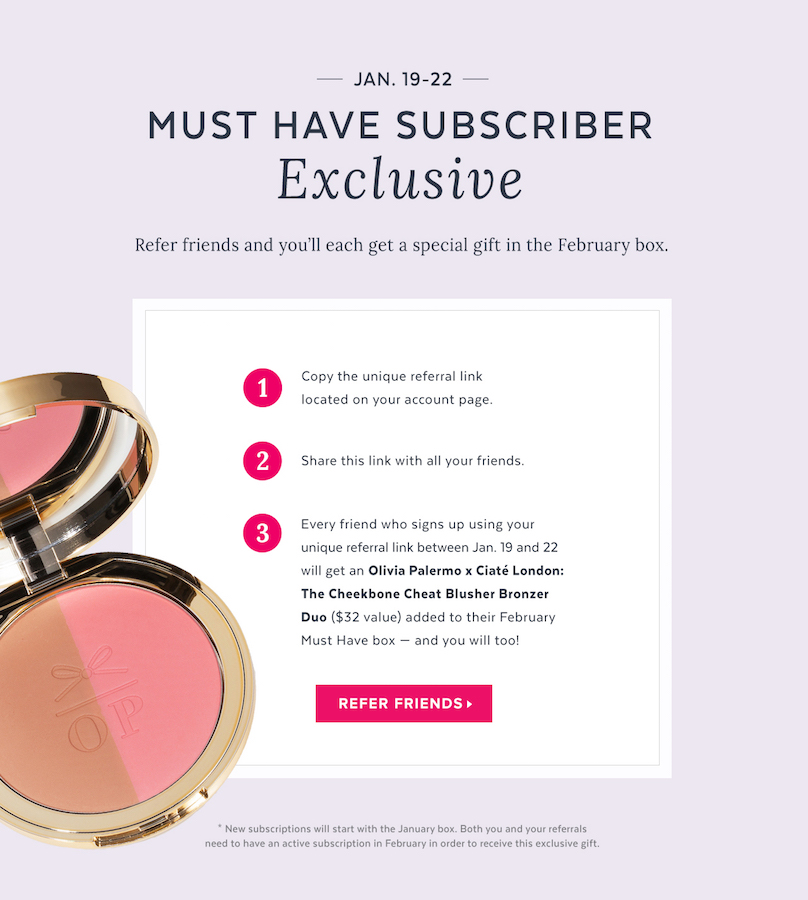 JAN. 19-22
MUST HAVE SUBSCRIBER
Exclusive
Refer friends and you'll each get a special gift in the February box.
1
Copy the unique referral link
located on your account page.
2
Share this link with all your friends.
3
Every friend who signs up using your
unique referral link between Jan. 19 and 22
will get an Olivia Palermo x Ciaté London:
The Cheekbone Cheat Blusher Bronzer
Duo ($32 value) added to their February
Must Have box — and you will too!
REFER FRIENDS
OP
* New subscriptions will start with the January box. Both you and your referrals
need to have an active subscription in February in order to receive this exclusive gift.